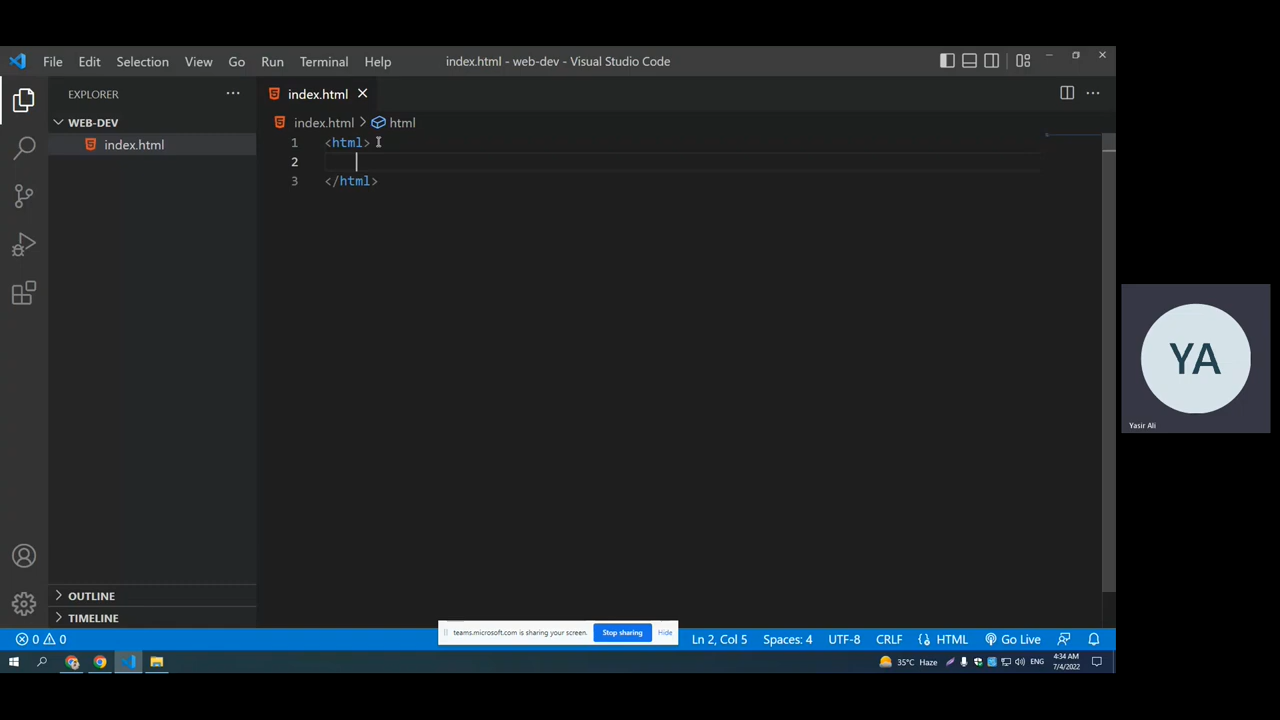 File Edit Selection View Go Run Terminal Help
index.html - web-dev - Visual Studio Code
EXPLORER
index.html
WEB-DEV
index.html > html
index.html
1 <html>
2
3 </html>
YA
Yasir Ali
OUTLINE
TIMELINE
teams.microsoft.com is sharing your screen. Stop sharing Hide
0 0 Ln 2, Col 5 Spaces: 4 UTF-8 CRLF HTML Go Live
35°C Haze ENG
4:34 AM
7/4/2022